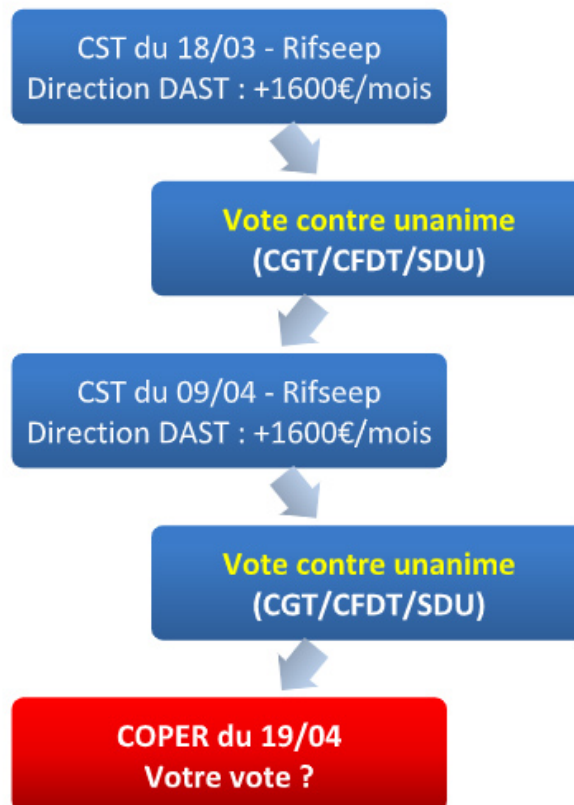 CST du 18/03 - Rifseep
Direction DAST : +1600€/mois
Vote contre unanime
(CGT/CFDT/SDU)
CST du 09/04 - Rifseep
Direction DAST : +1600€/mois
Vote contre unanime
(CGT/CFDT/SDU)
COPER du 19/04
Votre vote ?